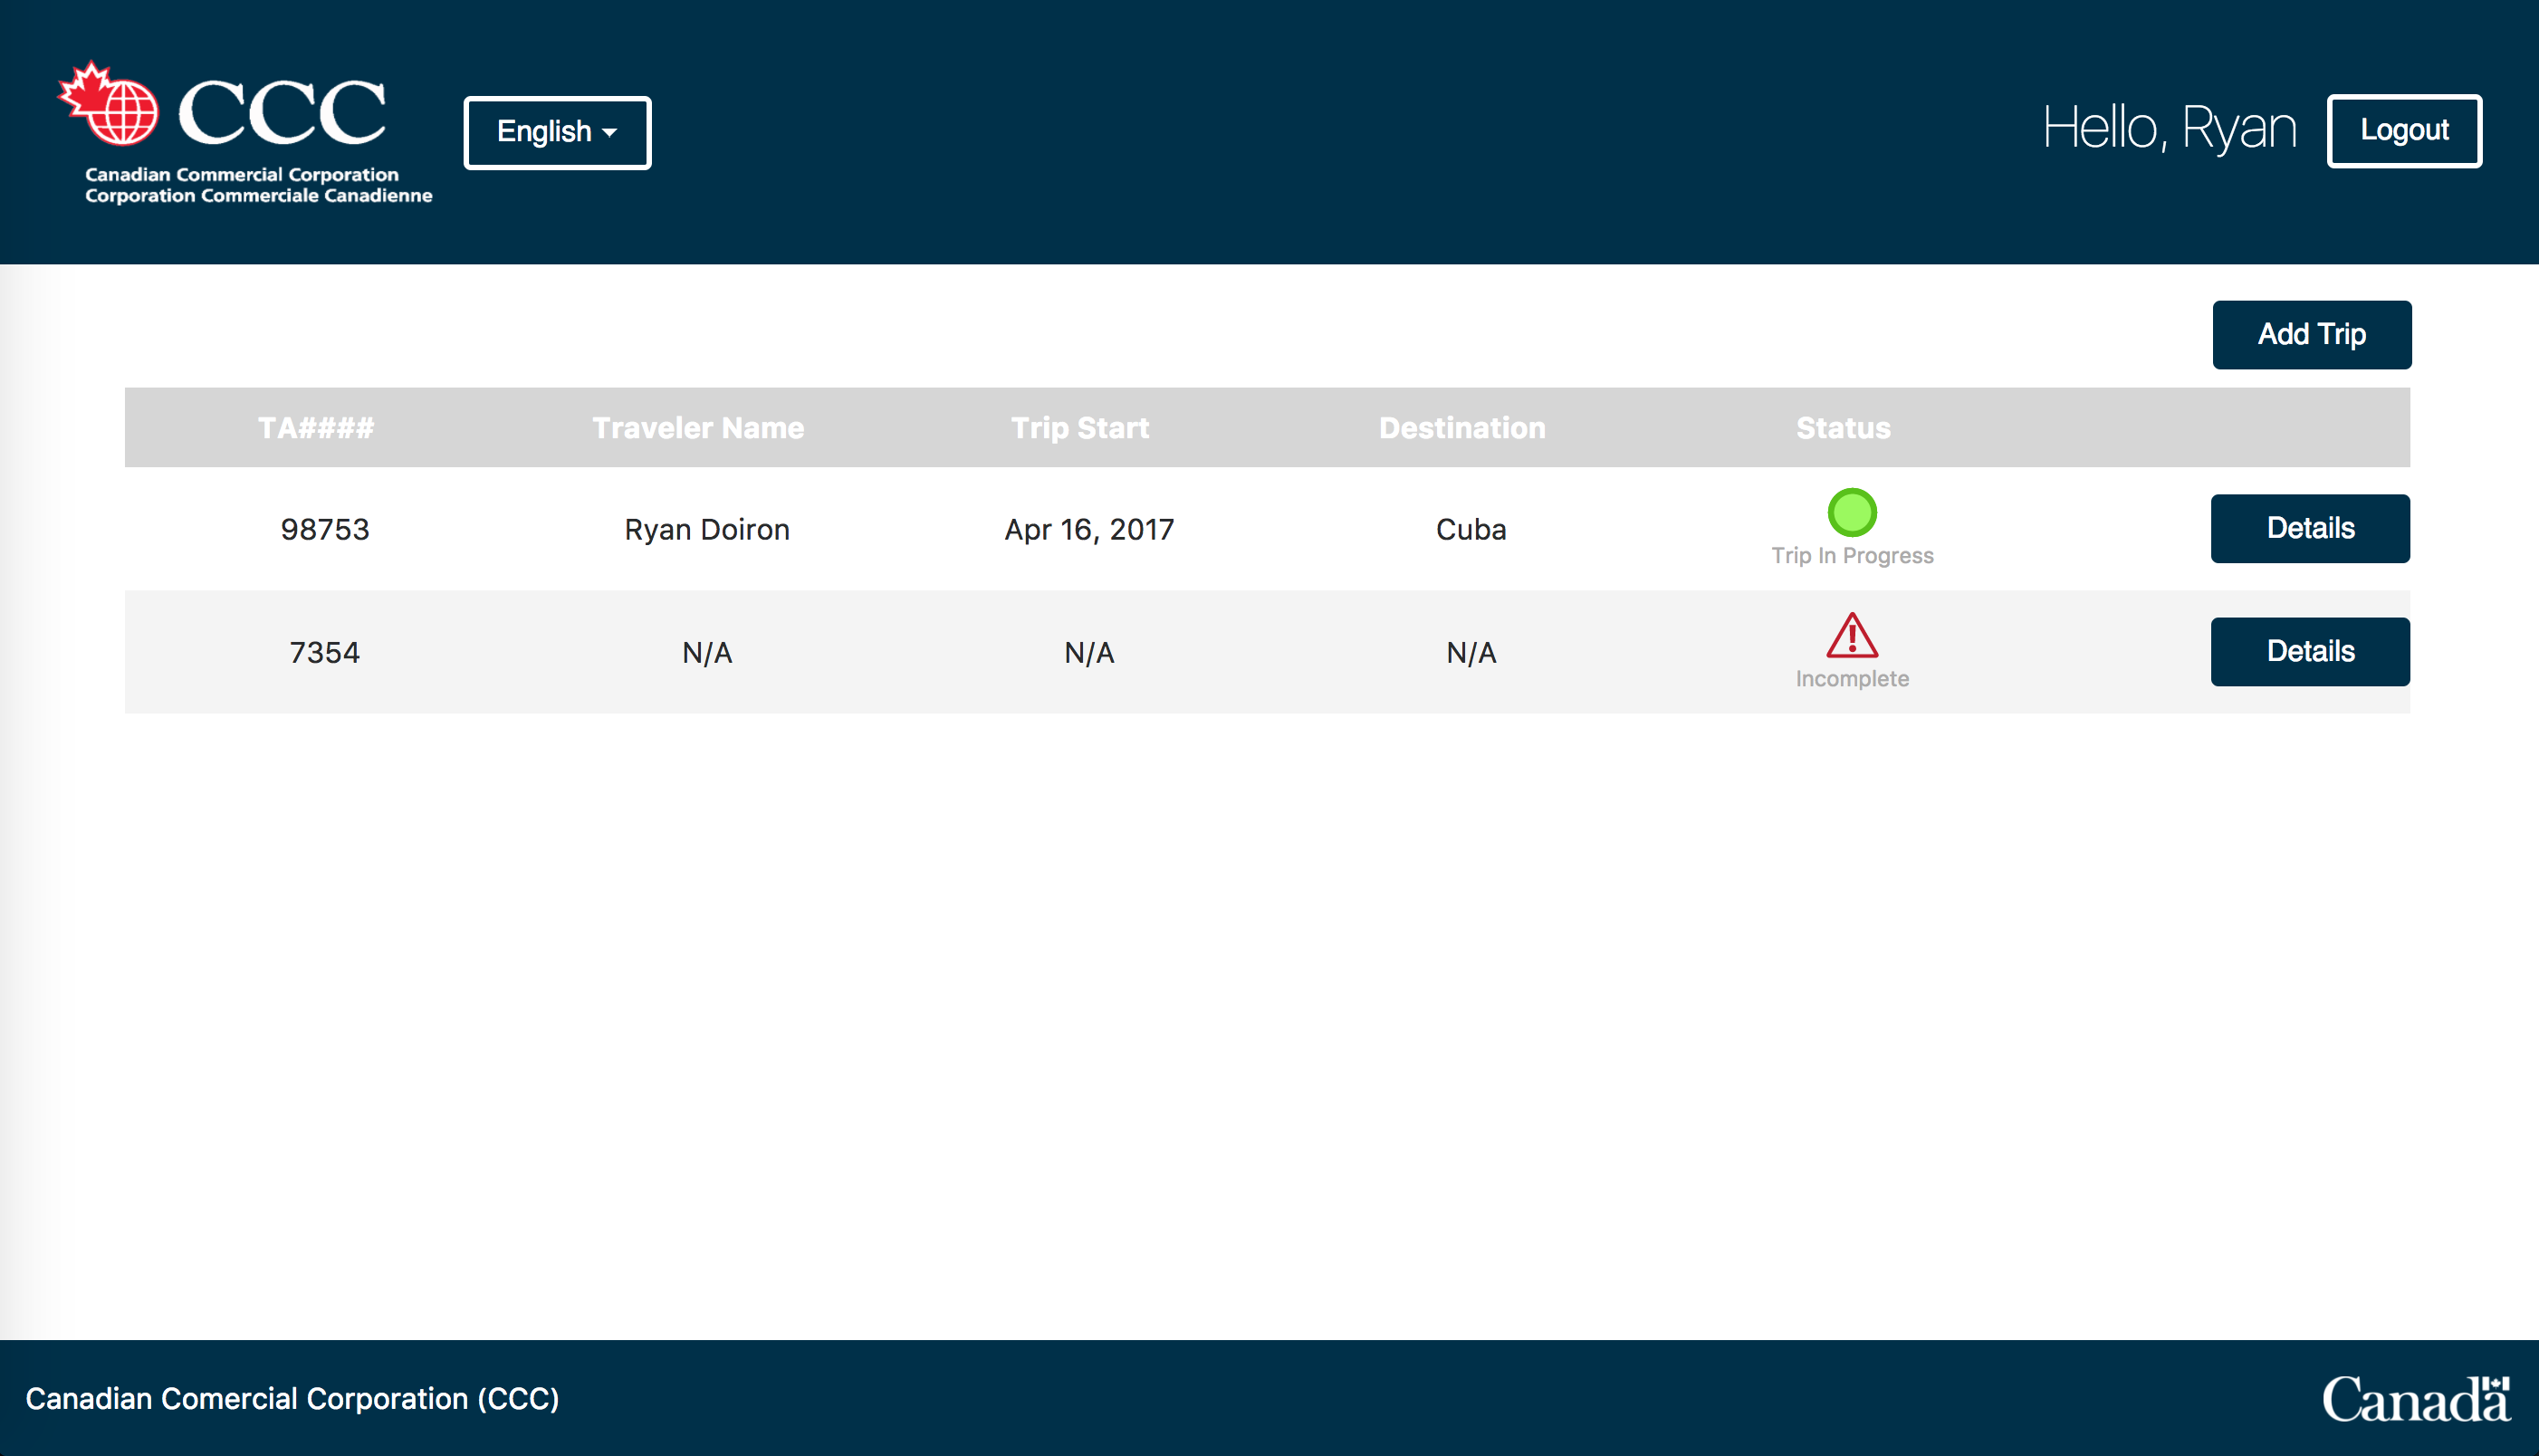 CCC
Canadian Commercial Corporation
Corporation Commerciale Canadienne
English
Hello, Ryan
Logout
Add Trip
TA#### Traveler Name Trip Start Destination Status
98753 Ryan Doiron Apr 16, 2017 Cuba Trip In Progress Details
7354 N/A N/A N/A Incomplete Details
Canadian Comercial Corporation (CCC)
Canada